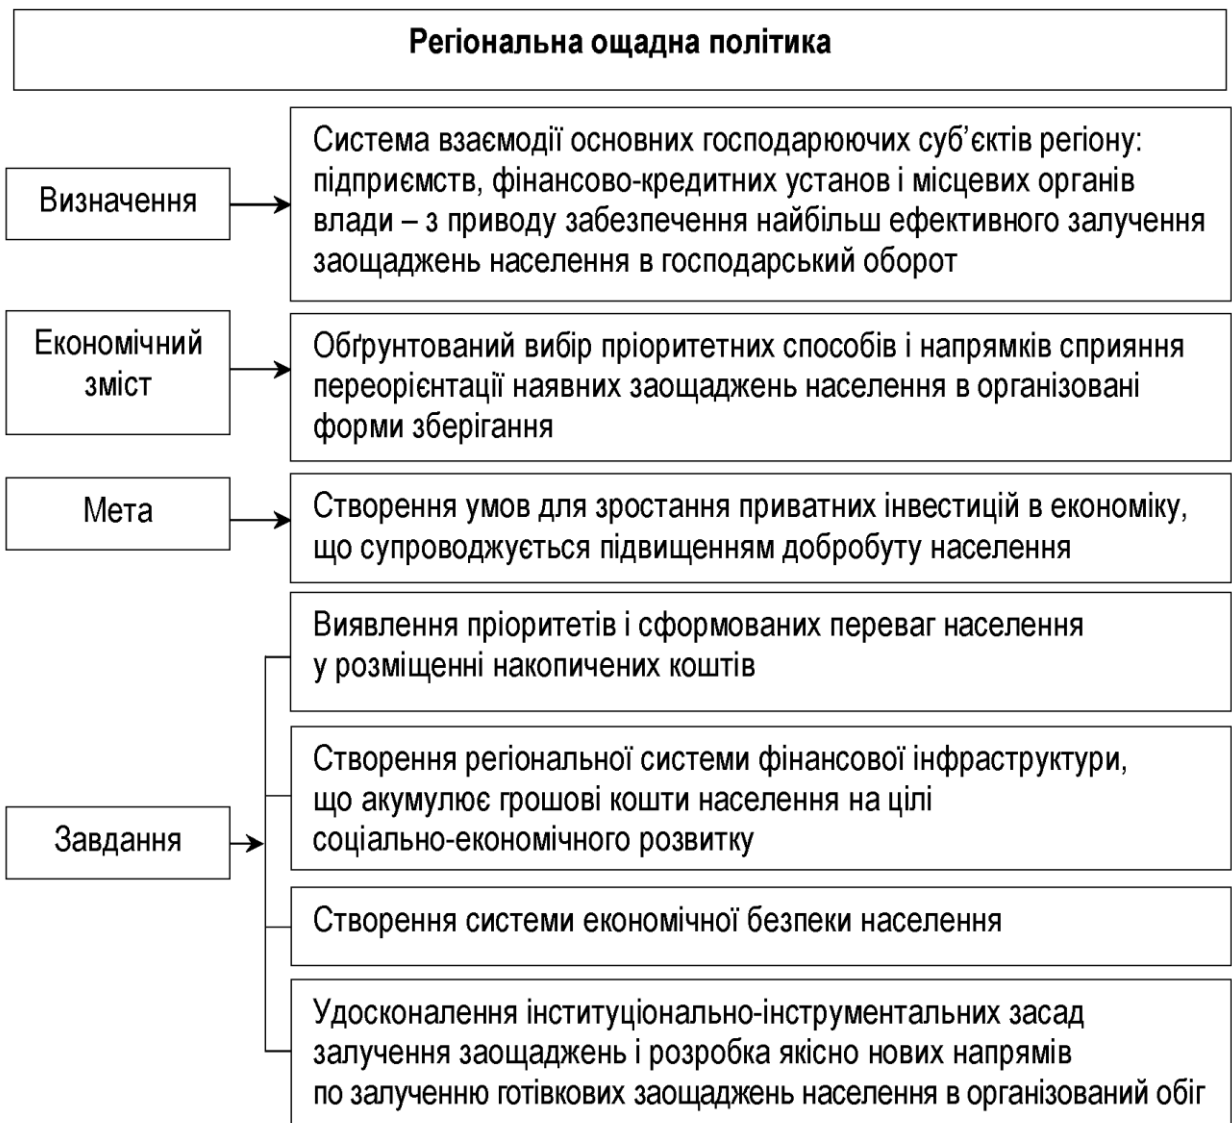 Регіональна ощадна політика
Визначення
Система взаємодії основних господарюючих суб’єктів регіону:
підприємств, фінансово-кредитних установ і місцевих органів
влади – з приводу забезпечення найбільш ефективного залучення
заощаджень населення в господарський оборот
Економічний
зміст
Обґрунтований вибір пріоритетних способів і напрямків сприяння
переорієнтації наявних заощаджень населення в організовані
форми зберігання
Мета
Створення умов для зростання приватних інвестицій в економіку,
що супроводжується підвищенням добробуту населення
Завдання
Виявлення пріоритетів і сформованих переваг населення
у розміщенні накопичених коштів
Створення регіональної системи фінансової інфраструктури,
що акумулює грошові кошти населення на цілі
соціально-економічного розвитку
Створення системи економічної безпеки населення
Удосконалення інституціонально-інструментальних засад
залучення заощаджень і розробка якісно нових напрямів
по залученню готівкових заощаджень населення в організований обіг